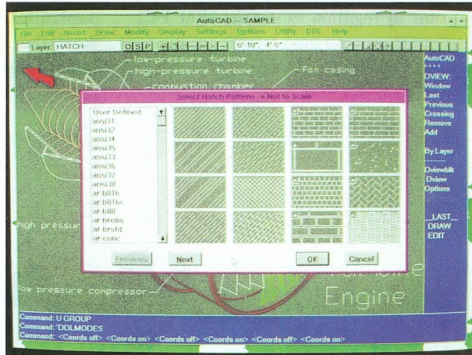 AutoCAD - SAMPLE
File Edit Assist Draw Modify Display Settings Options Utility DDE Help
Layer HATCH O S P 6'-10", 4'-5"
low-pressure turbine
high-pressure turbine
fan casing
combustion chamber
AutoCAD
* * * *
DVIEW:
Window
Last
Previous
Crossing
Remove
Add
By Layer
Dviewblk
Dview
Options
__LAST__
DRAW
EDIT
Select Hatch Pattern - Not to Scale
User Defined
ansi31
ansi32
ansi34
ansi35
ansi33
ansi36
ansi37
ansi38
ar-b816
ar-b816c
ar-b88
ar-brelm
ar-brstd
ar-conc
Previous Next OK Cancel
high pressur
low pressure compressor
Engine
Command: U GROUP
Command: 'DDLMODES
Command: <Coords off> <Coords on> <Coords off> <Coords on> <Coords off> <Coords on>